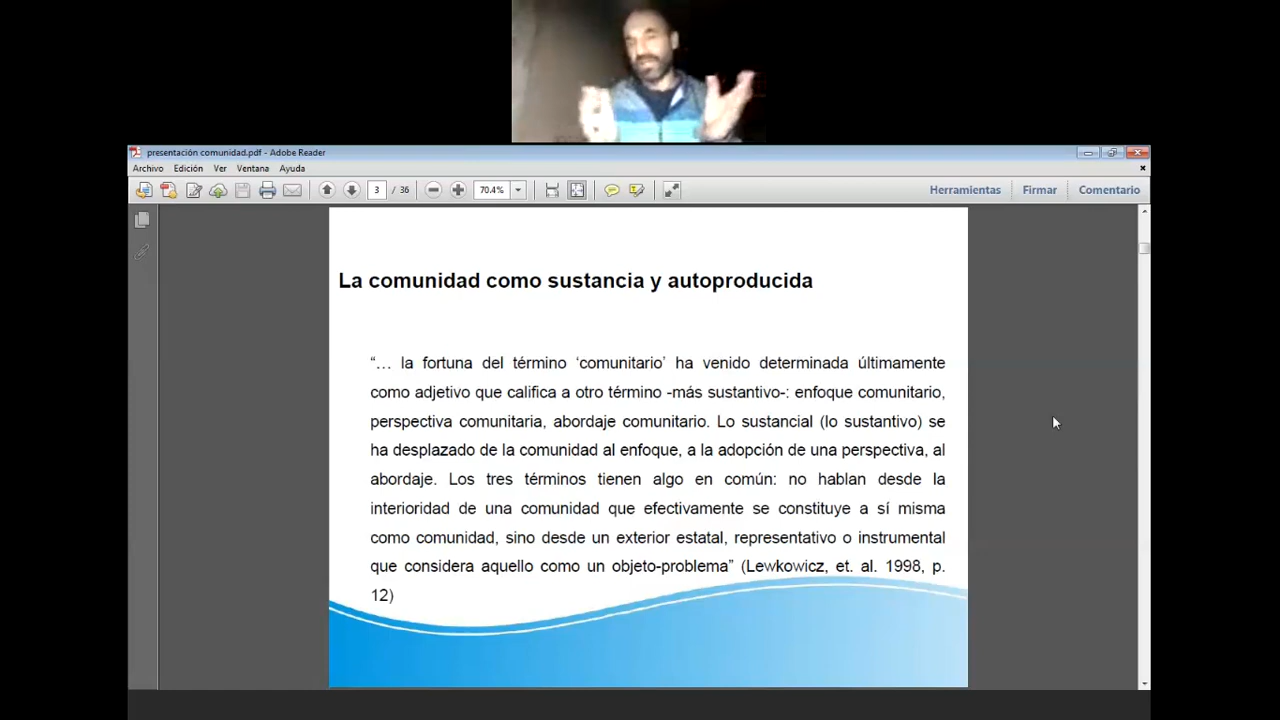 presentación comunidad.pdf - Adobe Reader
Archivo Edición Ver Ventana Ayuda
3 / 36 70.4% Herramientas Firmar Comentario
La comunidad como sustancia y autoproducida
“… la fortuna del término ‘comunitario’ ha venido determinada últimamente
como adjetivo que califica a otro término -más sustantivo-: enfoque comunitario,
perspectiva comunitaria, abordaje comunitario. Lo sustancial (lo sustantivo) se
ha desplazado de la comunidad al enfoque, a la adopción de una perspectiva, al
abordaje. Los tres términos tienen algo en común: no hablan desde la
interioridad de una comunidad que efectivamente se constituye a sí misma
como comunidad, sino desde un exterior estatal, representativo o instrumental
que considera aquello como un objeto-problema” (Lewkowicz, et. al. 1998, p.
12)